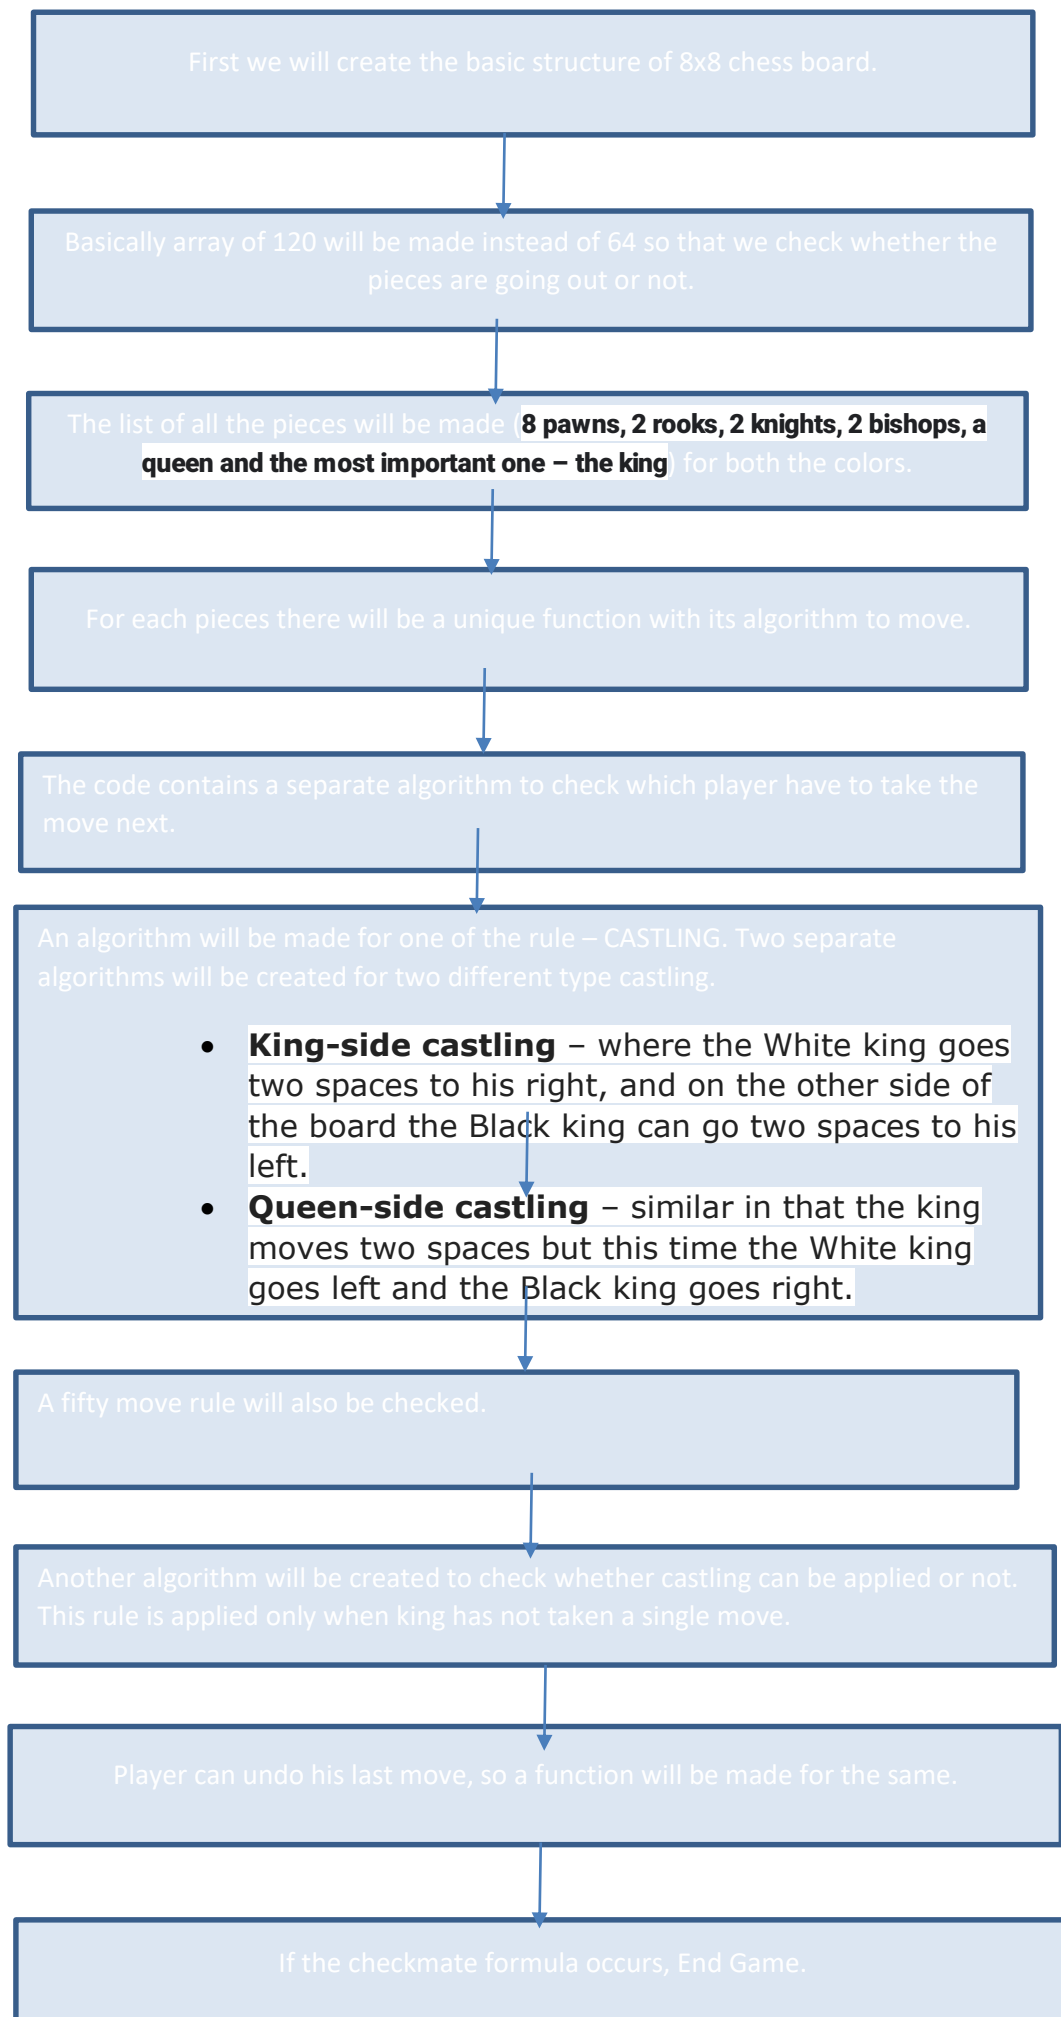 First we will create the basic structure of 8x8 chess board.
Basically array of 120 will be made instead of 64 so that we check whether the
pieces are going out or not.
The list of all the pieces will be made (8 pawns, 2 rooks, 2 knights, 2 bishops, a
queen and the most important one – the king) for both the colors.
For each pieces there will be a unique function with its algorithm to move.
The code contains a separate algorithm to check which player have to take the
move next.
An algorithm will be made for one of the rule – CASTLING. Two separate
algorithms will be created for two different type castling.
• King-side castling – where the White king goes
two spaces to his right, and on the other side of
the board the Black king can go two spaces to his
left.
• Queen-side castling – similar in that the king
moves two spaces but this time the White king
goes left and the Black king goes right.
A fifty move rule will also be checked.
Another algorithm will be created to check whether castling can be applied or not.
This rule is applied only when king has not taken a single move.
Player can undo his last move, so a function will be made for the same.
If the checkmate formula occurs, End Game.